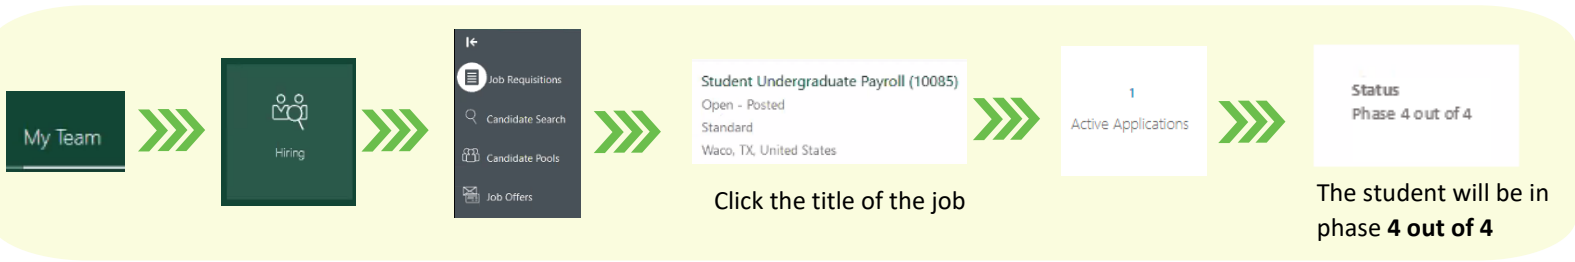 My Team
Hiring
Job Requisitions
Candidate Search
Candidate Pools
Job Offers
Student Undergraduate Payroll (10085)
Open - Posted
Standard
Waco, TX, United States
Click the title of the job
1
Active Applications
Status
Phase 4 out of 4
The student will be in
phase 4 out of 4